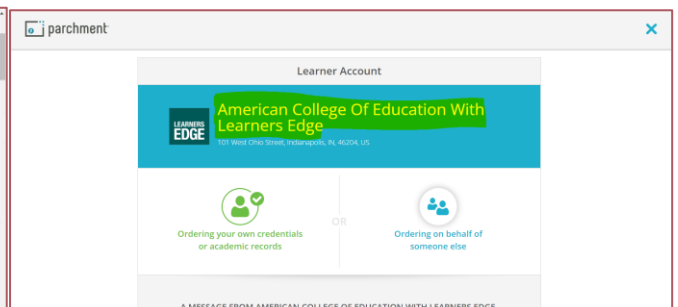 parchment
Learner Account
LEARNERS
EDGE
American College Of Education With
Learners Edge
101 West Ohio Street, Indianapolis, IN, 46204, US
Ordering your own credentials
or academic records
OR
Ordering on behalf of
someone else
A MESSAGE FROM AMERICAN COLLEGE OF EDUCATION WITH LEARNERS EDGE